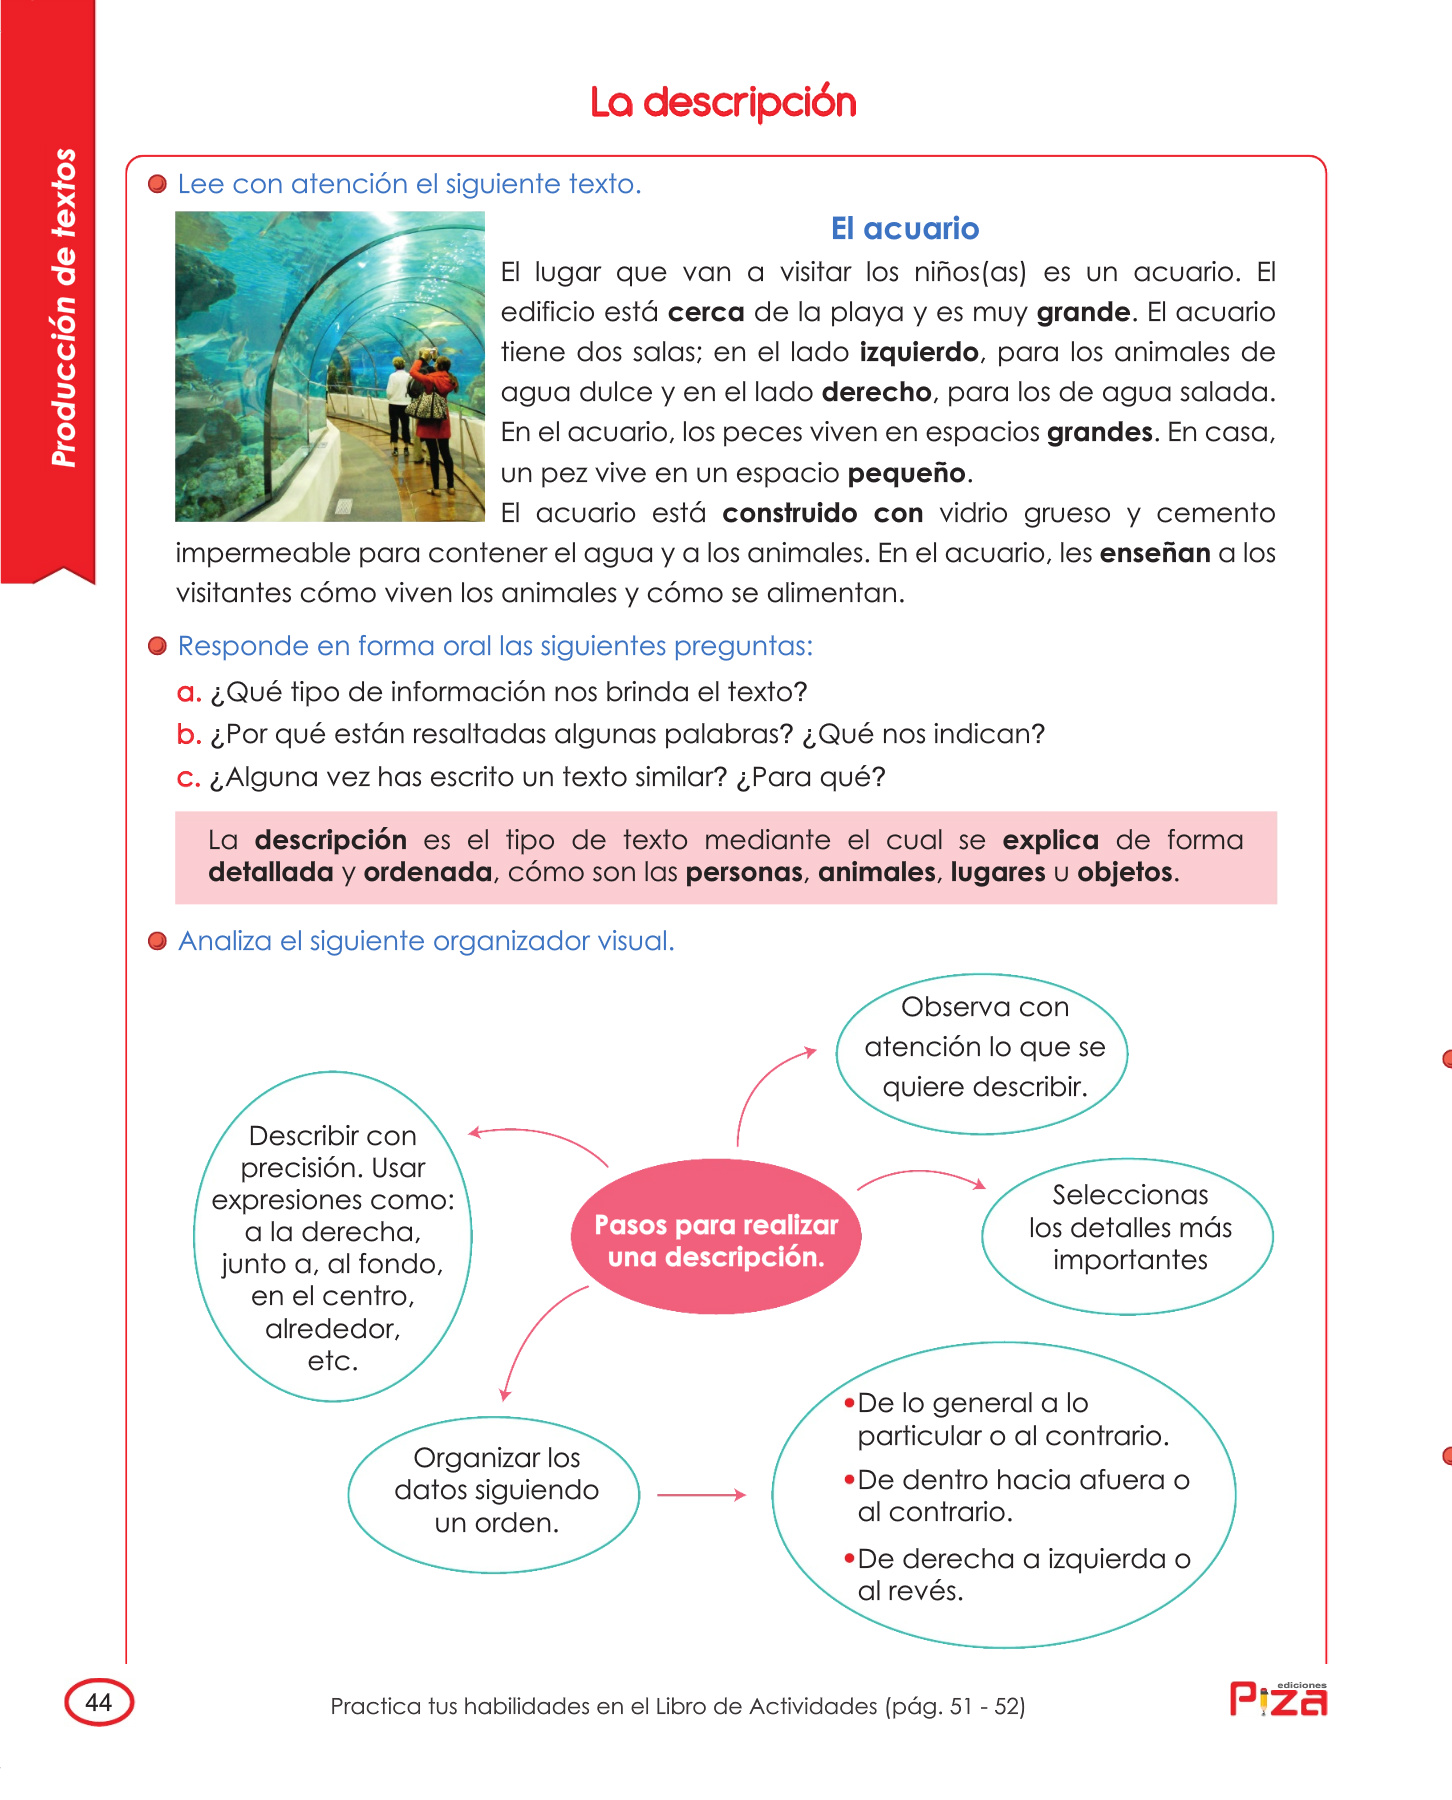 La descripción
Producción de textos
Lee con atención el siguiente texto.
El acuario
El lugar que van a visitar los niños(as) es un acuario. El
edificio está cerca de la playa y es muy grande. El acuario
tiene dos salas; en el lado izquierdo, para los animales de
agua dulce y en el lado derecho, para los de agua salada.
En el acuario, los peces viven en espacios grandes. En casa,
un pez vive en un espacio pequeño.
El acuario está construido con vidrio grueso y cemento
impermeable para contener el agua y a los animales. En el acuario, les enseñan a los
visitantes cómo viven los animales y cómo se alimentan.
Responde en forma oral las siguientes preguntas:
a. ¿Qué tipo de información nos brinda el texto?
b. ¿Por qué están resaltadas algunas palabras? ¿Qué nos indican?
c. ¿Alguna vez has escrito un texto similar? ¿Para qué?
La descripción es el tipo de texto mediante el cual se explica de forma
detallada y ordenada, cómo son las personas, animales, lugares u objetos.
Analiza el siguiente organizador visual.
Observa con
atención lo que se
quiere describir.
Describir con
precisión. Usar
expresiones como:
a la derecha,
junto a, al fondo,
en el centro,
alrededor,
etc.
Pasos para realizar
una descripción.
Seleccionas
los detalles más
importantes
Organizar los
datos siguiendo
un orden.
•De lo general a lo
particular o al contrario.
•De dentro hacia afuera o
al contrario.
•De derecha a izquierda o
al revés.
44
Practica tus habilidades en el Libro de Actividades (pág. 51 - 52)
ediciones
Piza